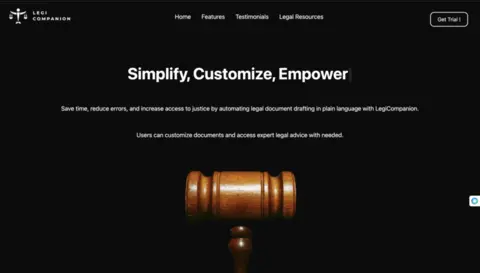 LEGI
COMPANION
Home Features Testimonials Legal Resources
Get Trial !
Simplify, Customize, Empower
Save time, reduce errors, and increase access to justice by automating legal document drafting in plain language with LegiCompanion.
Users can customize documents and access expert legal advice with needed.